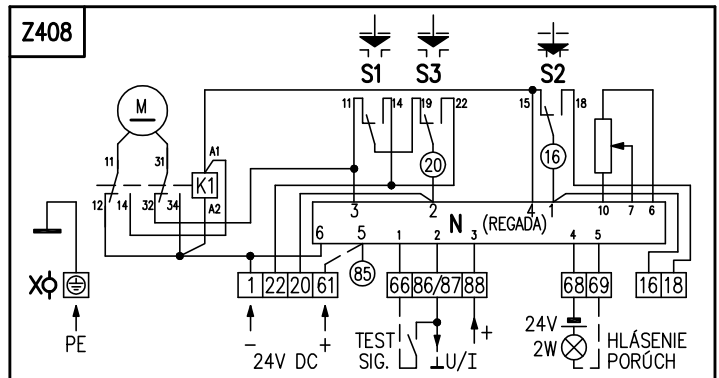 Z408
S1 S3 S2
11 14 19 22 15 18
M
20 16
11 31 A1
K1
12 14 32 34 A2
3 2 4 1 10 7 6
N (REGADA)
6 5 1 2 3 4 5
85
X
1 22 20 61 66 86/87 88 68 69 16 18
PE
- +
24V DC
TEST
SIG.
U/I
+
24V
2W
HLÁSENIE
PORÚCH